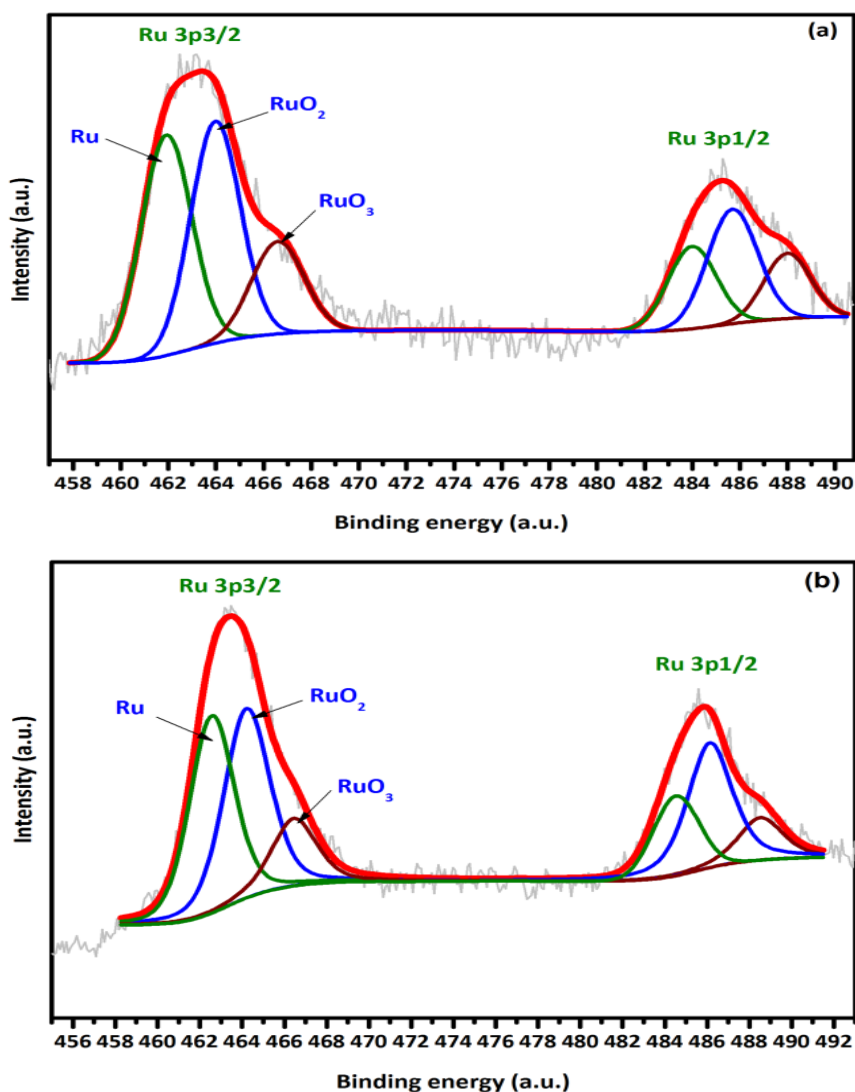 Ru 3p3/2
(a)
RuO₂
Ru
Ru 3p1/2
RuO₃
Intensity (a.u.)
458 460 462 464 466 468 470 472 474 476 478 480 482 484 486 488 490
Binding energy (a.u.)
Ru 3p3/2
(b)
Ru 3p1/2
Ru
RuO₂
RuO₃
Intensity (a.u.)
456 458 460 462 464 466 468 470 472 474 476 478 480 482 484 486 488 490 492
Binding energy (a.u.)